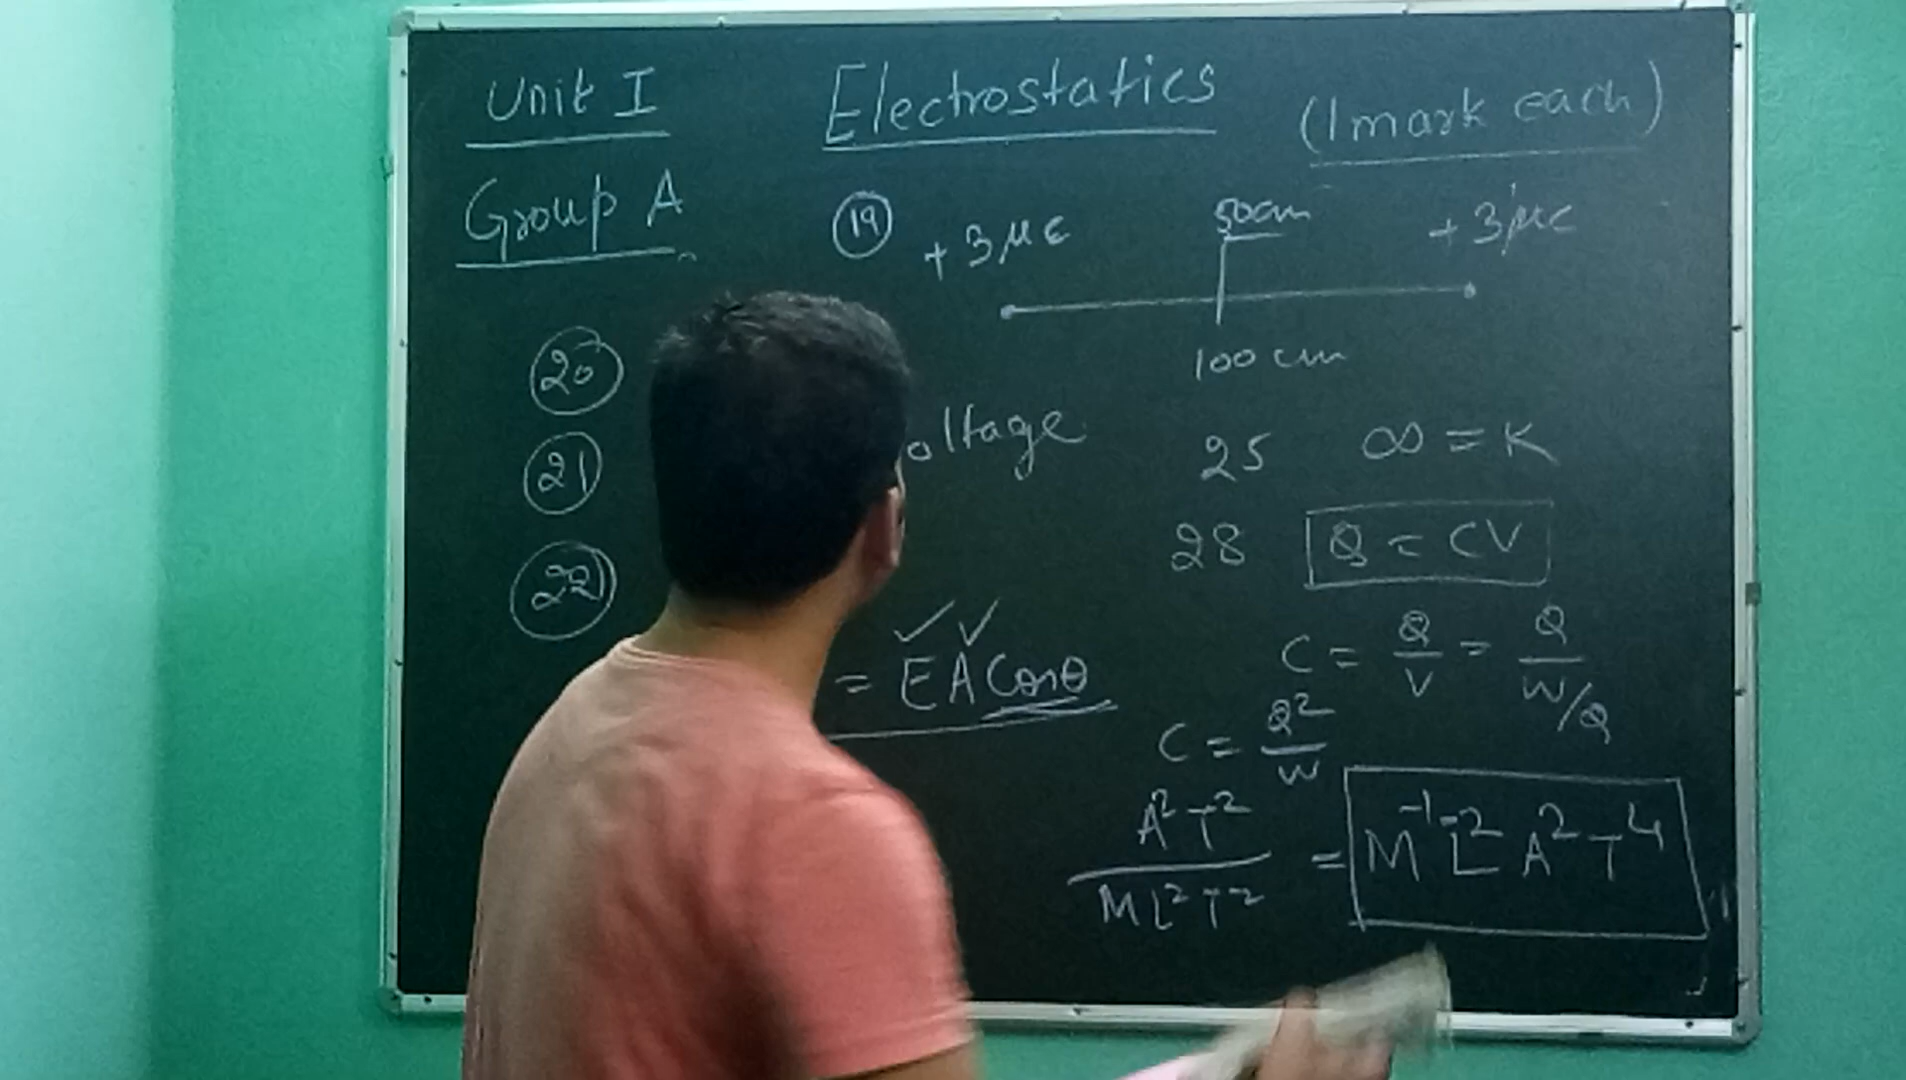 Unit I Electrostatics (1 mark each)
Group A
19 +3μc 50cm +3μc
100 cm
20
oltage 25 ∞ = K
21
28 Q = CV
22
= EA Cosθ
C = Q/V = Q/W/Q
C = Q²/W
A²T²/ML²T⁻² = M⁻¹L⁻²A²T⁴